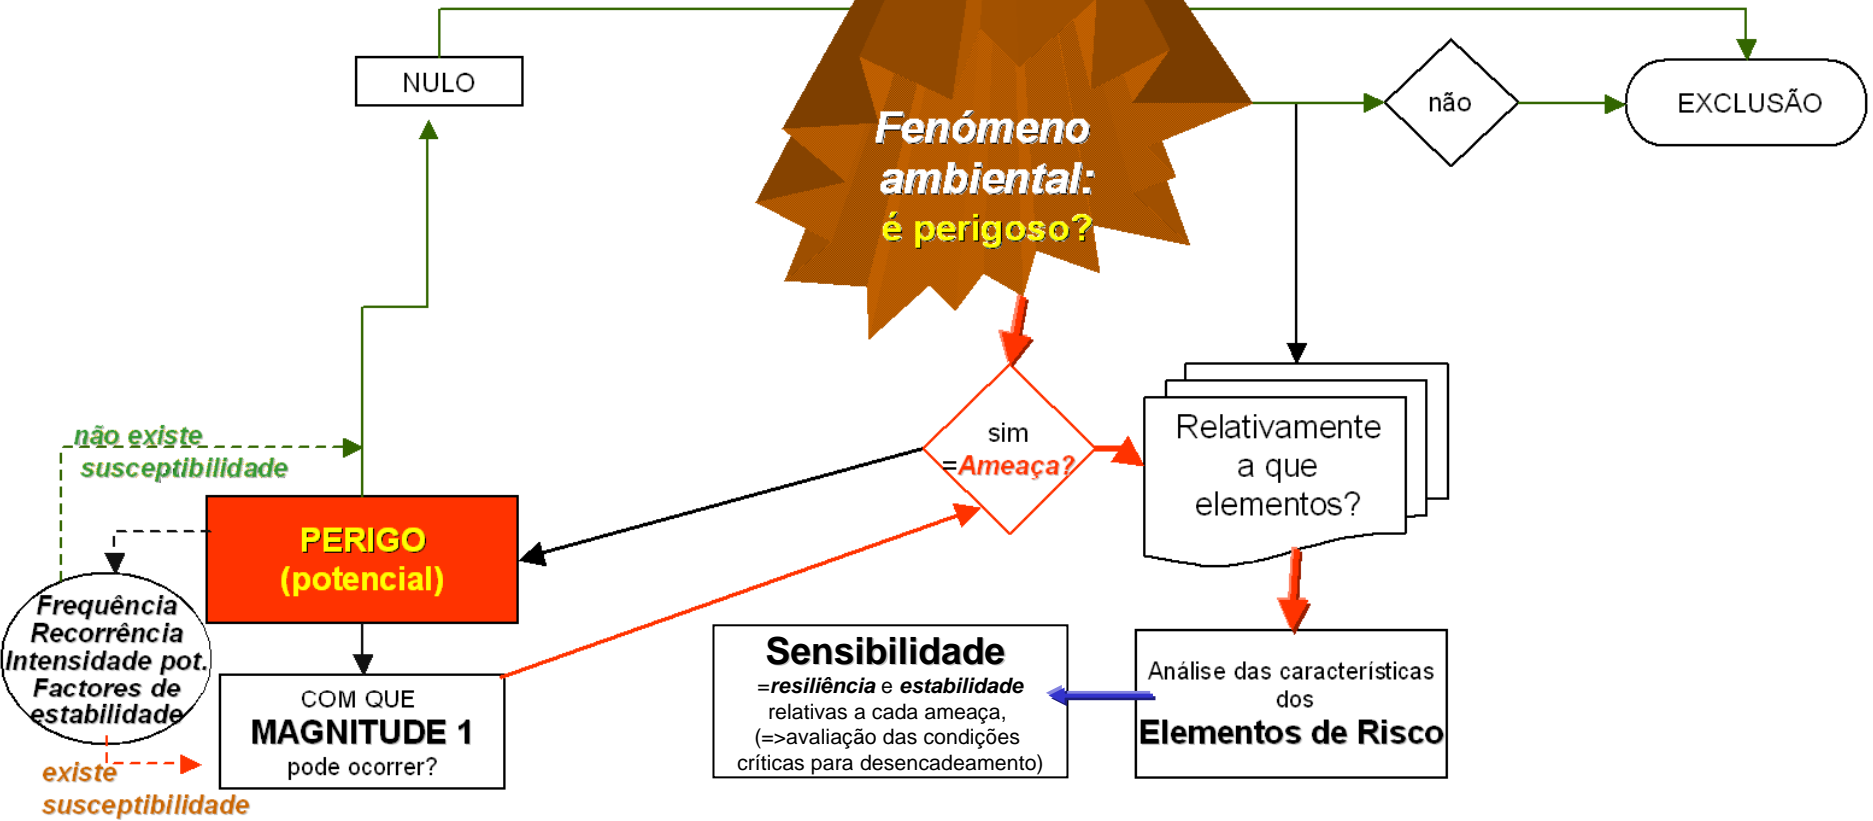 NULO
Fenómeno
ambiental:
é perigoso?
não
EXCLUSÃO
sim
=Ameaça?
Relativamente
a que
elementos?
não existe
susceptibilidade
PERIGO
(potencial)
Frequência
Recorrência
Intensidade pot.
Factores de
estabilidade
existe
susceptibilidade
COM QUE
MAGNITUDE 1
pode ocorrer?
Sensibilidade
=resiliência e estabilidade
relativas a cada ameaça,
(=>avaliação das condições
críticas para desencadeamento)
Análise das características
dos
Elementos de Risco